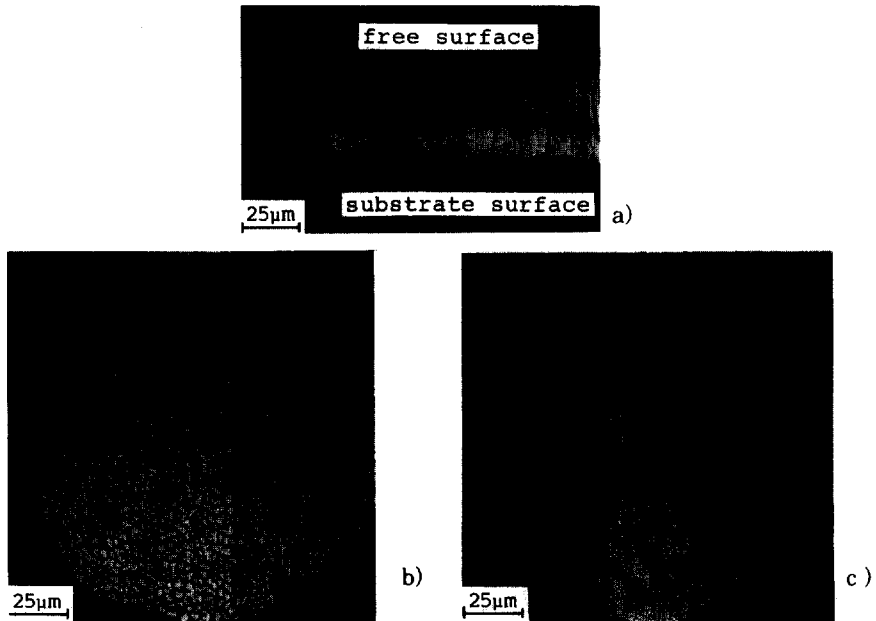 free surface
substrate surface
25μm
a)
25μm
b)
25μm
c)